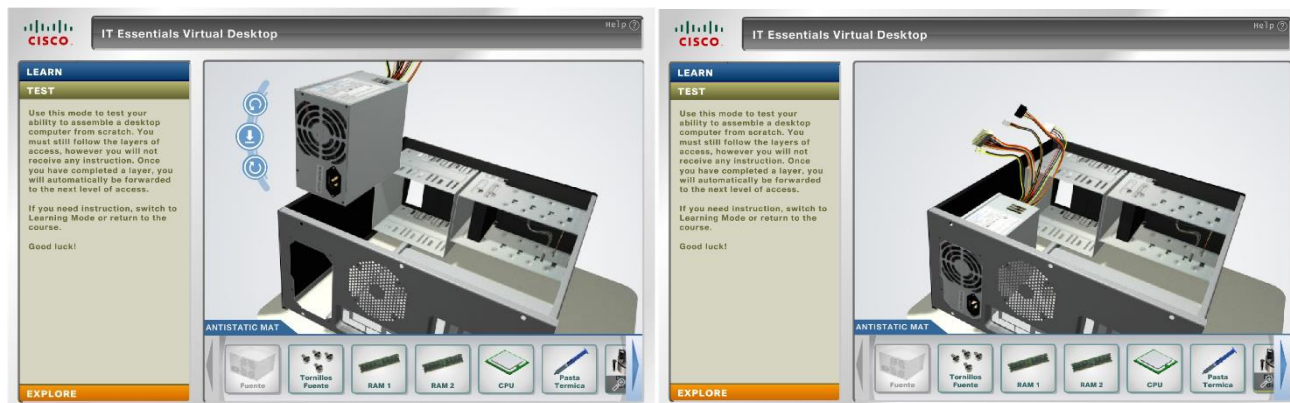 CISCO
IT Essentials Virtual Desktop
Help ?
LEARN
TEST
Use this mode to test your
ability to assemble a desktop
computer from scratch. You
must still follow the layers of
access, however you will not
receive any instruction. Once
you have completed a layer, you
will automatically be forwarded
to the next level of access.
If you need instruction, switch to
Learning Mode or return to the
course.
Good luck!
ANTISTATIC MAT
Fuente
Tornillos
Fuente
RAM 1
RAM 2
CPU
Pasta
Termica
EXPLORE
CISCO
IT Essentials Virtual Desktop
Help ?
LEARN
TEST
Use this mode to test your
ability to assemble a desktop
computer from scratch. You
must still follow the layers of
access, however you will not
receive any instruction. Once
you have completed a layer, you
will automatically be forwarded
to the next level of access.
If you need instruction, switch to
Learning Mode or return to the
course.
Good luck!
ANTISTATIC MAT
Fuente
Tornillos
Fuente
RAM 1
RAM 2
CPU
Pasta
Termica
EXPLORE